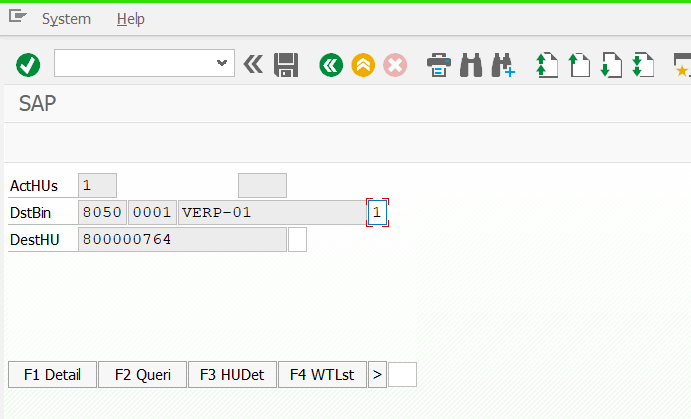 System Help
SAP
ActHUs 1
DstBin 8050 0001 VERP-01 1
DestHU 800000764
F1 Detail F2 Queri F3 HUDet F4 WTLst >